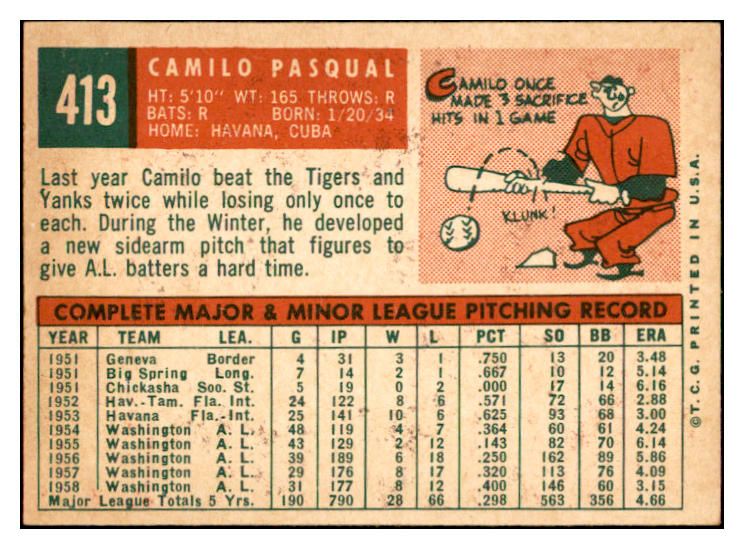 413
CAMILO PASQUAL
HT: 5'10" WT: 165 THROWS: R
BATS: R BORN: 1/20/34
HOME: HAVANA, CUBA
Last year Camilo beat the Tigers and
Yanks twice while losing only once to
each. During the Winter, he developed
a new sidearm pitch that figures to
give A.L. batters a hard time.
CAMILO ONCE
MADE 3 SACRIFICE
HITS IN 1 GAME
KLUNK!
©T.C.G. PRINTED IN U.S.A.
COMPLETE MAJOR & MINOR LEAGUE PITCHING RECORD
YEAR TEAM LEA. G IP W L PCT SO BB ERA
1951 Geneva Border 4 31 3 1 .750 13 20 3.48
1951 Big Spring Long. 7 14 2 1 .667 10 12 5.14
1951 Chickasha Soo. St. 5 19 0 2 .000 17 14 6.16
1952 Hav.-Tam. Fla. Int. 24 122 8 6 .571 72 66 2.88
1953 Havana Fla.-Int. 25 141 10 6 .625 93 68 3.00
1954 Washington A. L. 48 119 4 7 .364 60 61 4.24
1955 Washington A. L. 43 129 2 12 .143 82 70 6.14
1956 Washington A. L. 39 189 6 18 .250 162 89 5.86
1957 Washington A. L. 29 176 8 17 .320 113 76 4.09
1958 Washington A. L. 31 177 8 12 .400 146 60 3.15
Major League Totals 5 Yrs. 190 790 28 66 .298 563 356 4.66